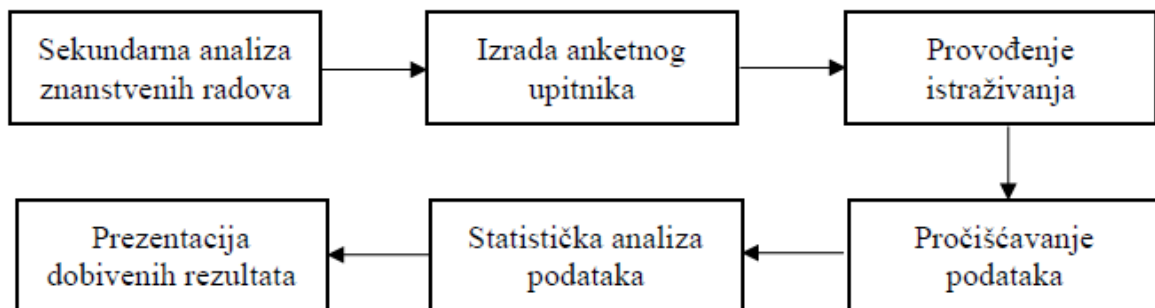 Sekundarna analiza
znanstvenih radova
Izrada anketnog
upitnika
Provođenje
istraživanja
Pročišćavanje
podataka
Statistička analiza
podataka
Prezentacija
dobivenih rezultata